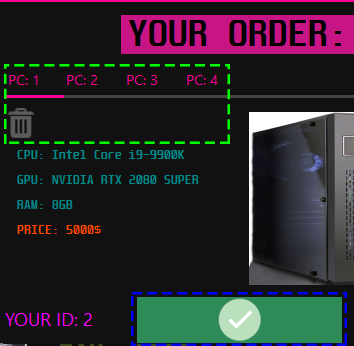 YOUR ORDER:
PC: 1 PC: 2 PC: 3 PC: 4
CPU: Intel Core i9-9900K
GPU: NVIDIA RTX 2080 SUPER
RAM: 8GB
PRICE: 5000$
YOUR ID: 2